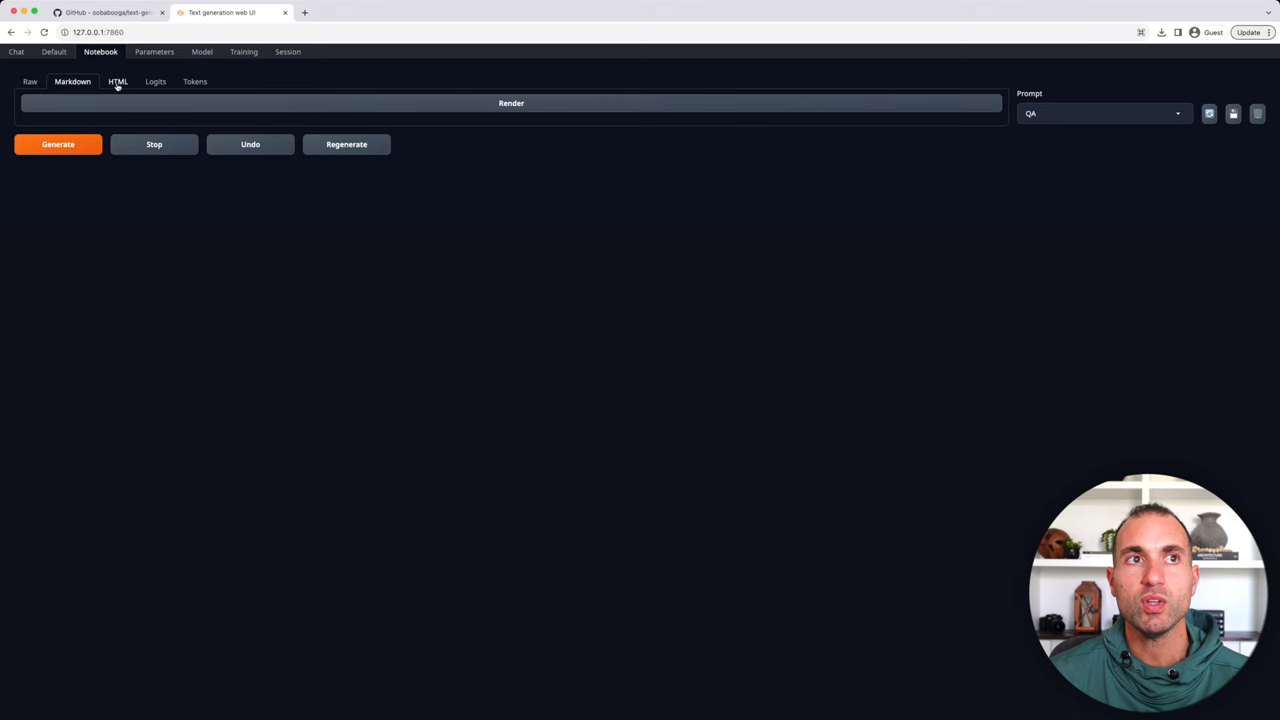 GitHub - oobabooga/text-gen
Text generation web UI
127.0.0.1:7860
Guest
Update
Chat
Default
Notebook
Parameters
Model
Training
Session
Raw
Markdown
HTML
Logits
Tokens
Render
Prompt
QA
Generate
Stop
Undo
Regenerate